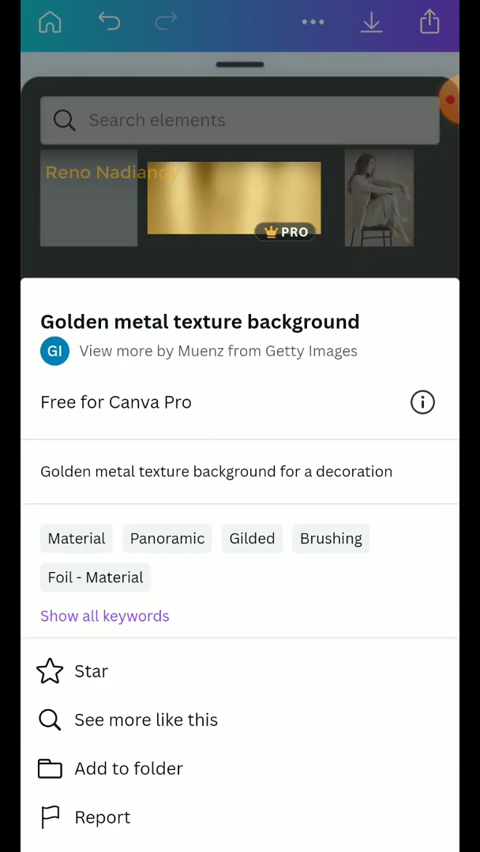 Search elements
Reno Nadiandy
PRO
Golden metal texture background
GI View more by Muenz from Getty Images
Free for Canva Pro
Golden metal texture background for a decoration
Material Panoramic Gilded Brushing
Foil - Material
Show all keywords
Star
See more like this
Add to folder
Report